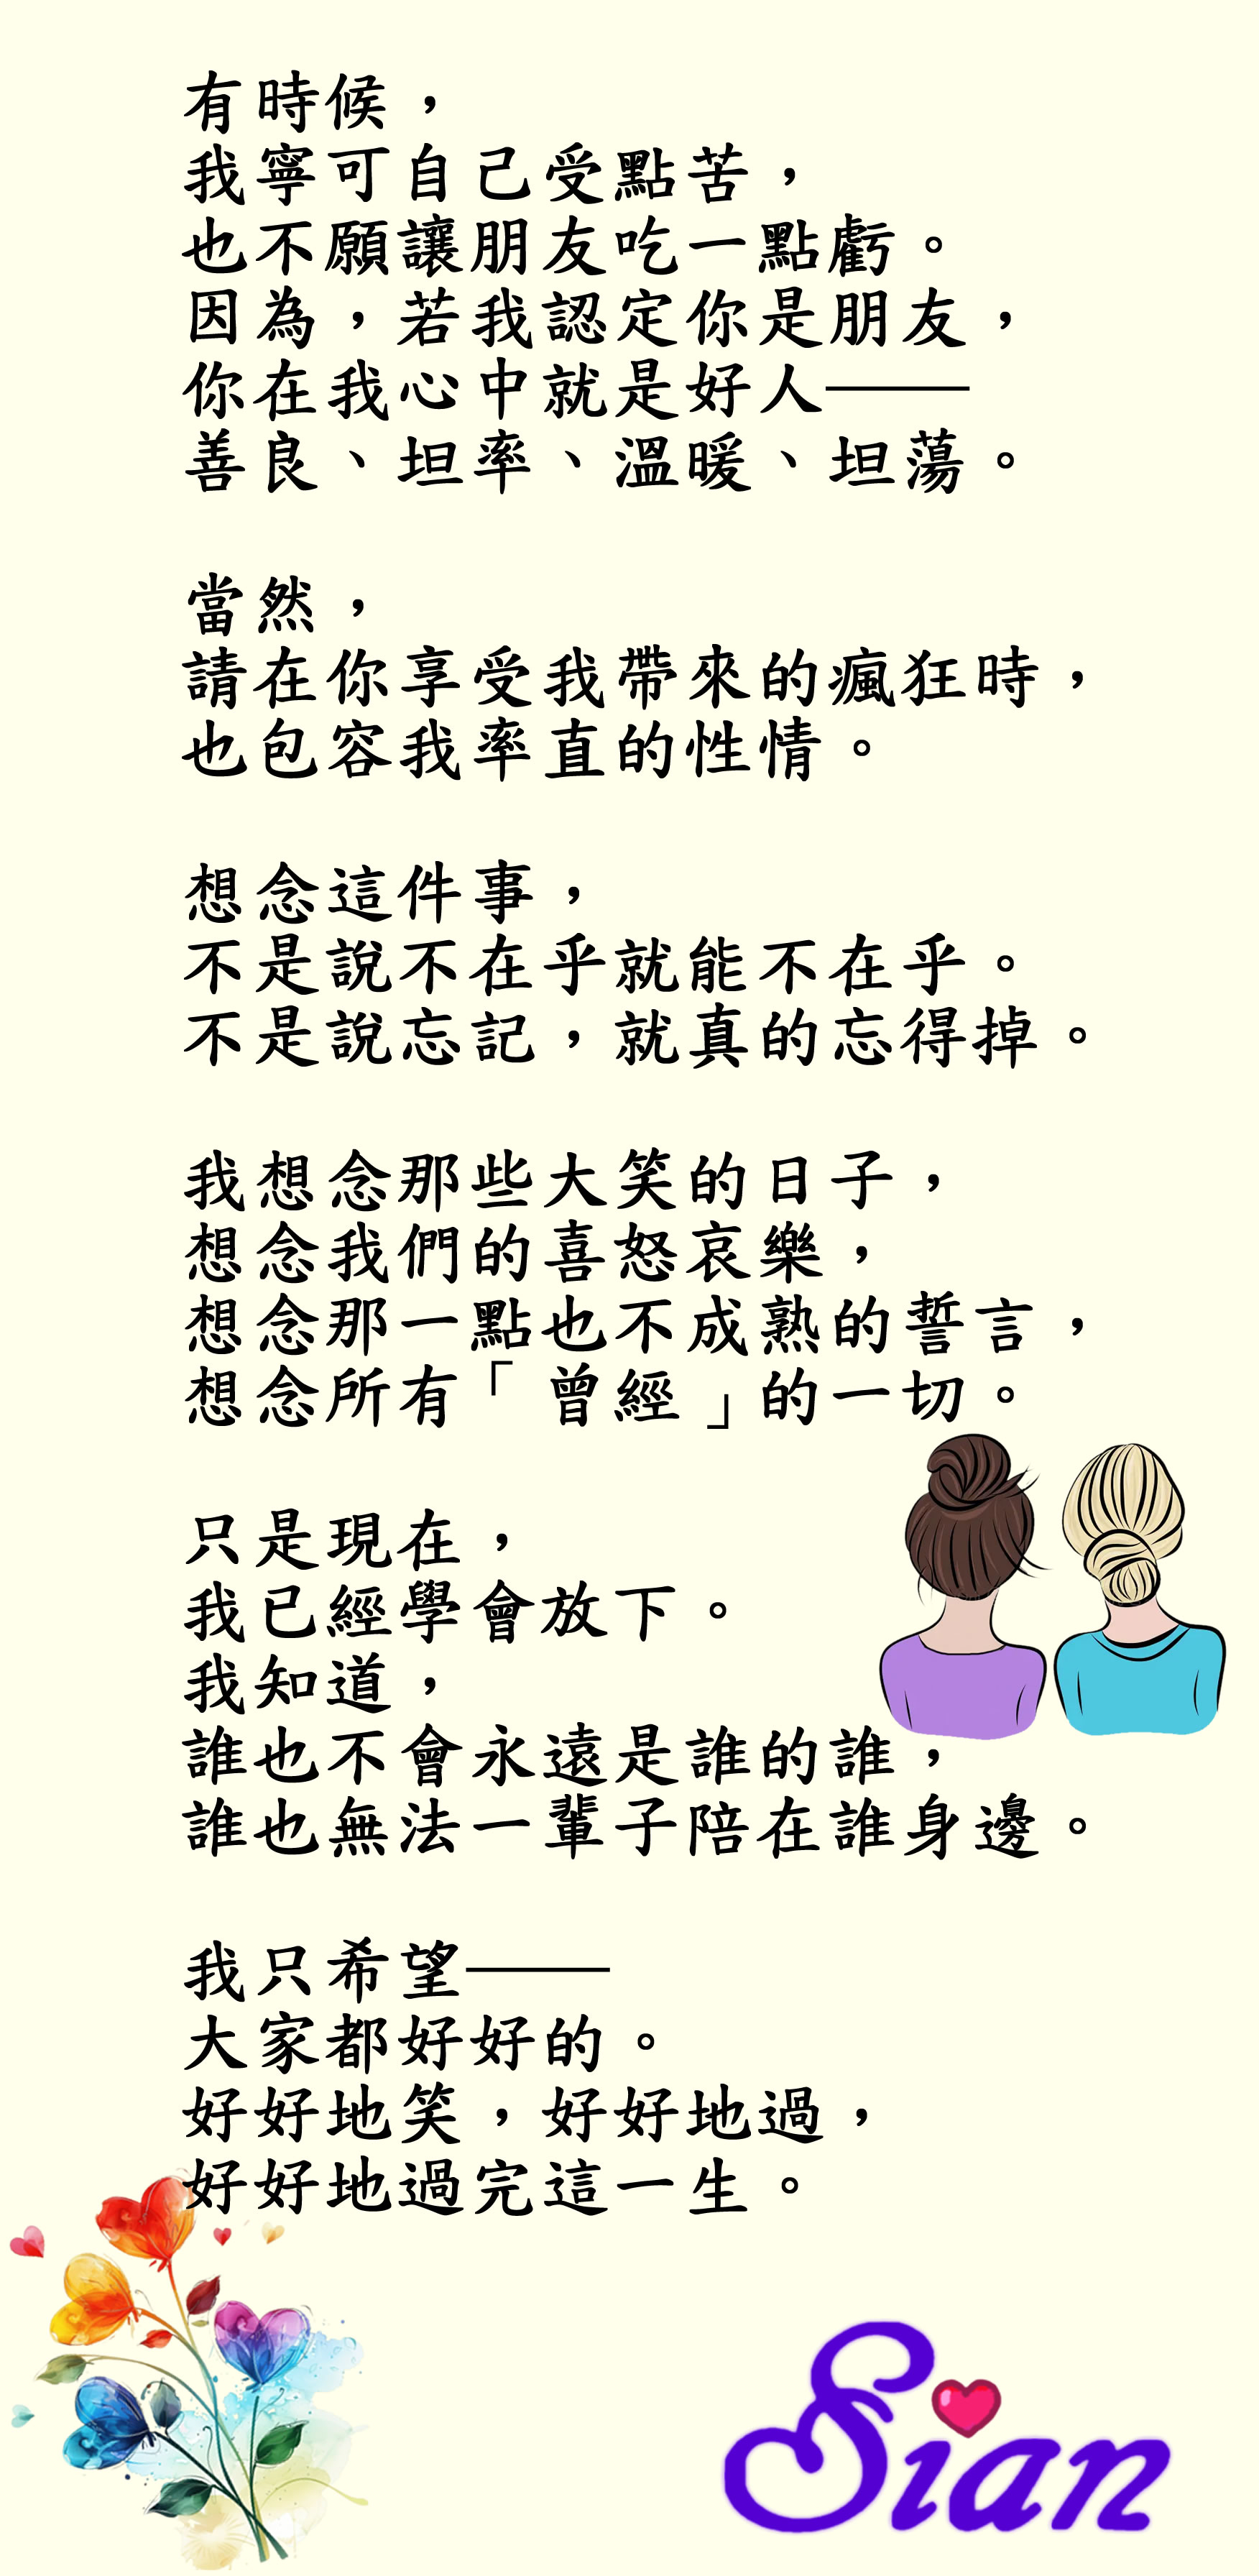 有時候，
我寧可自己受點苦，
也不願讓朋友吃一點虧。
因為，若我認定你是朋友，
你在我心中就是好人——
善良、坦率、溫暖、坦蕩。
當然，
請在你享受我帶來的瘋狂時，
也包容我率直的性情。
想念這件事，
不是說不在乎就能不在乎。
不是說忘記，就真的忘得掉。
我想念那些大笑的日子，
想念我們的喜怒哀樂，
想念那一點也不成熟的誓言，
想念所有「曾經」的一切。
只是現在，
我已經學會放下。
我知道，
誰也不會永遠是誰的誰，
誰也無法一輩子陪在誰身邊。
我只希望——
大家都好好的。
好好地笑，好好地過，
好好地過完這一生。
Sian